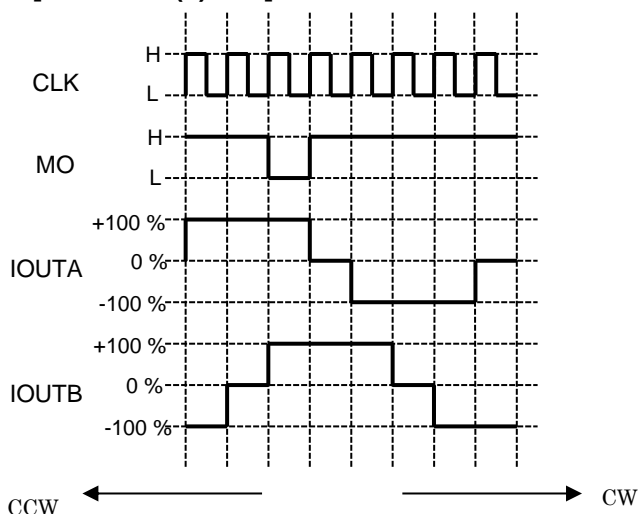 H
CLK
L
H
MO
L
+100 %
IOUTA
0 %
-100 %
+100 %
IOUTB
0 %
-100 %
CCW
CW